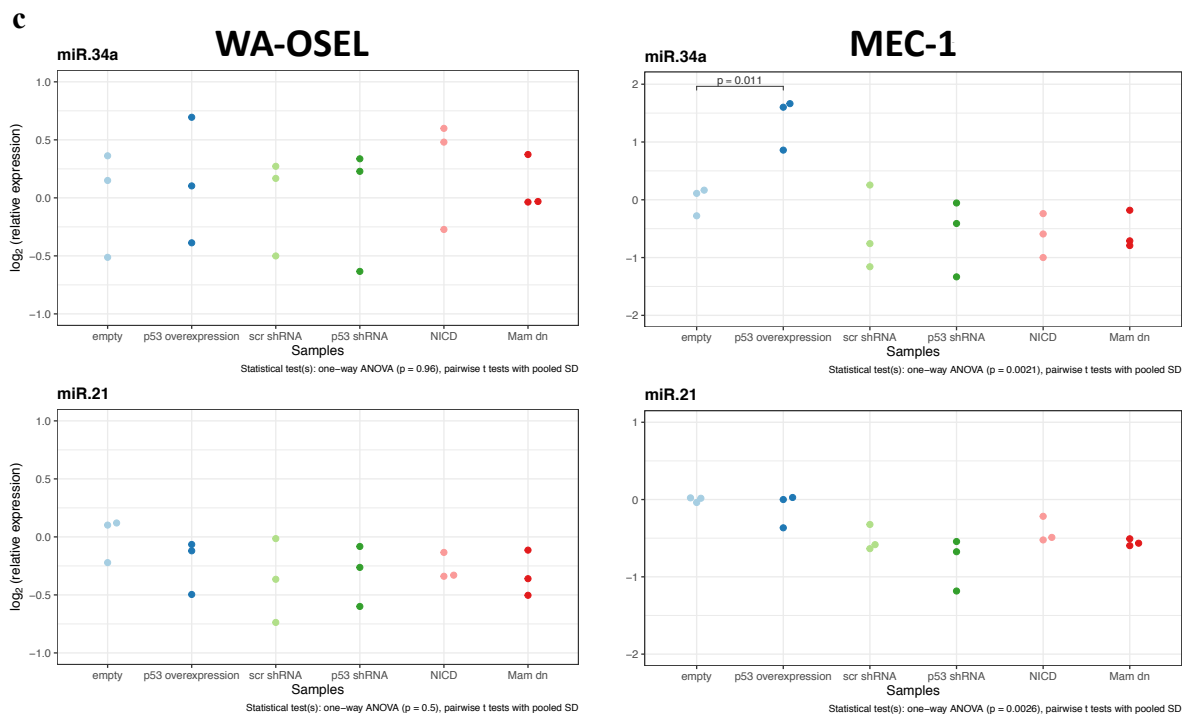 c
WA-OSEL
miR.34a
1.0
0.5
0.0
−0.5
−1.0
log2 (relative expression)
empty p53 overexpression scr shRNA p53 shRNA NICD Mam dn
Samples
Statistical test(s): one−way ANOVA (p = 0.96), pairwise t tests with pooled SD
MEC-1
miR.34a
p = 0.011
2
1
0
−1
−2
empty p53 overexpression scr shRNA p53 shRNA NICD Mam dn
Samples
Statistical test(s): one−way ANOVA (p = 0.0021), pairwise t tests with pooled SD
miR.21
1.0
0.5
0.0
−0.5
−1.0
log2 (relative expression)
empty p53 overexpression scr shRNA p53 shRNA NICD Mam dn
Samples
Statistical test(s): one−way ANOVA (p = 0.5), pairwise t tests with pooled SD
miR.21
1
0
−1
−2
empty p53 overexpression scr shRNA p53 shRNA NICD Mam dn
Samples
Statistical test(s): one−way ANOVA (p = 0.0026), pairwise t tests with pooled SD